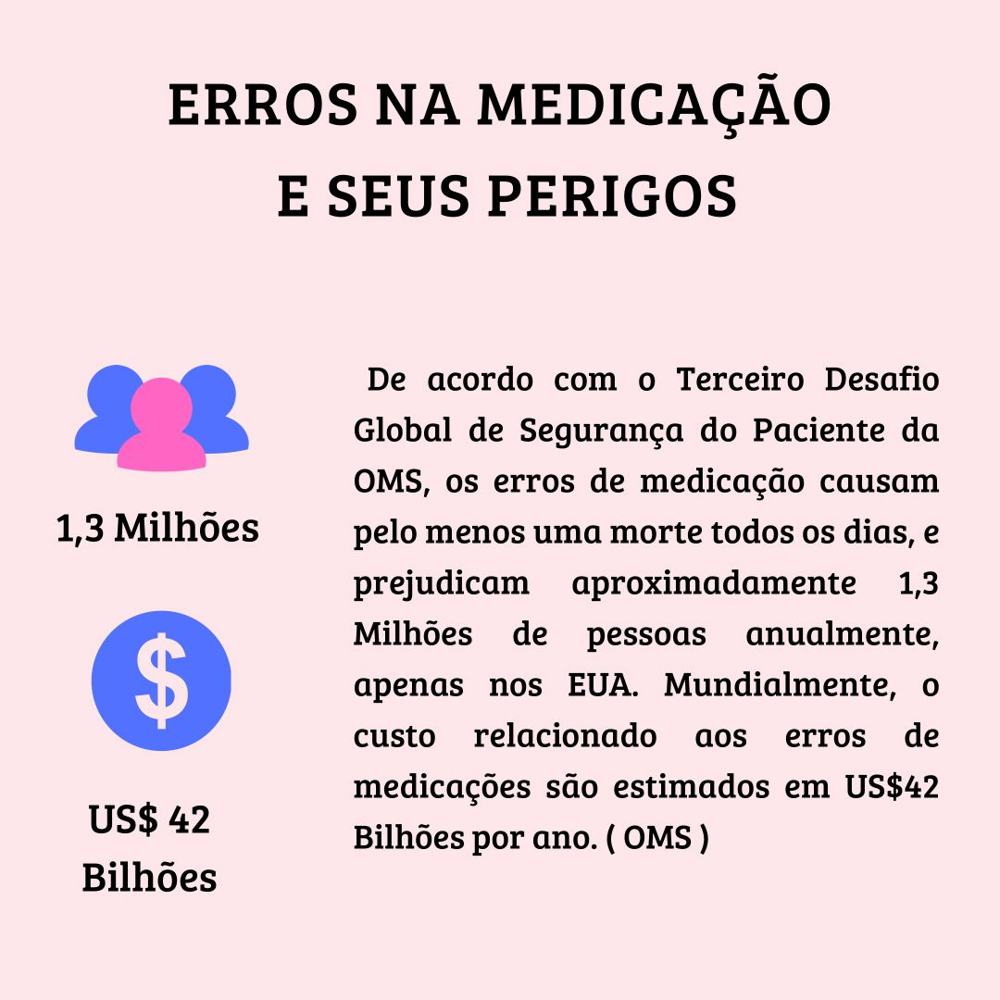 ERROS NA MEDICAÇÃO
E SEUS PERIGOS
1,3 Milhões
$
US$ 42
Bilhões
De acordo com o Terceiro Desafio
Global de Segurança do Paciente da
OMS, os erros de medicação causam
pelo menos uma morte todos os dias, e
prejudicam aproximadamente 1,3
Milhões de pessoas anualmente,
apenas nos EUA. Mundialmente, o
custo relacionado aos erros de
medicações são estimados em US$42
Bilhões por ano. ( OMS )